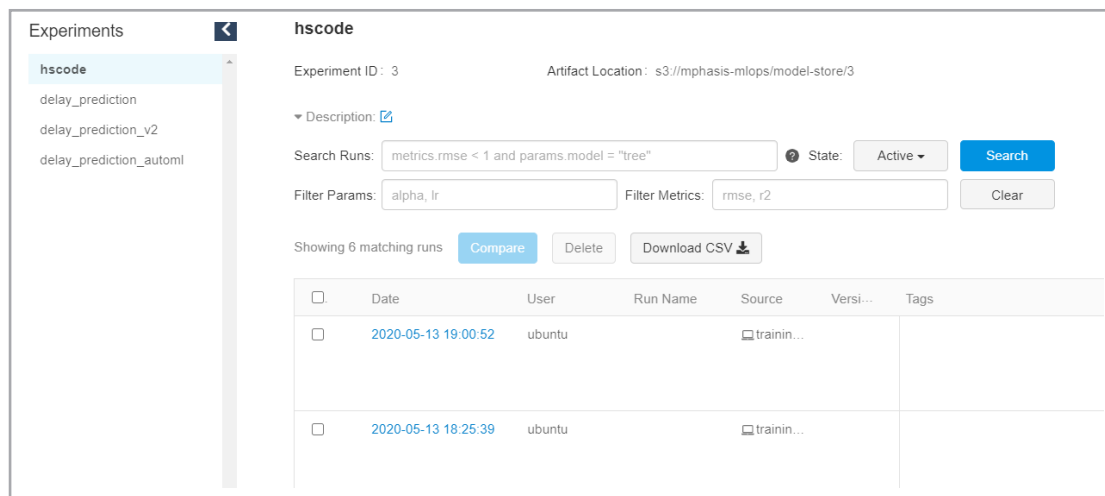 Experiments
hscode
delay_prediction
delay_prediction_v2
delay_prediction_automl
hscode
Experiment ID : 3 Artifact Location : s3://mphasis-mlops/model-store/3
Description:
Search Runs: metrics.rmse < 1 and params.model = "tree" ? State: Active Search
Filter Params: alpha, lr Filter Metrics: rmse, r2 Clear
Showing 6 matching runs Compare Delete Download CSV
Date User Run Name Source Versi... Tags
2020-05-13 19:00:52 ubuntu trainin...
2020-05-13 18:25:39 ubuntu trainin...